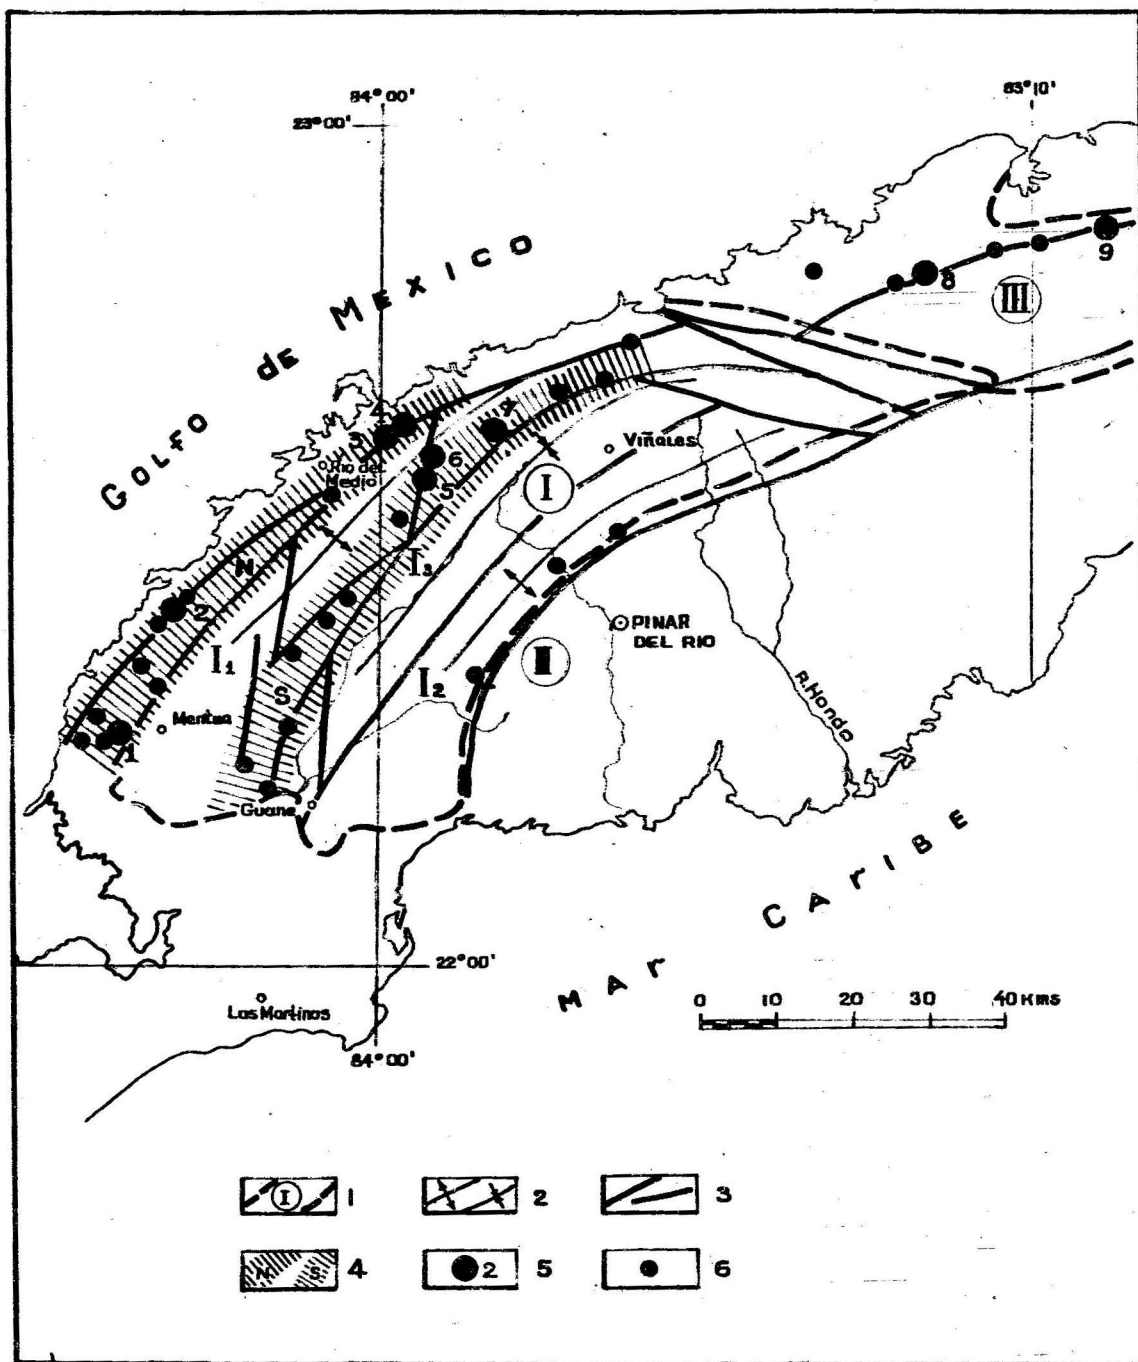 84°00'
83°10'
23°00'
GOLFO DE MEXICO
9
8
III
4
3
7
Viñales
Rio del
Medio
6
5
I
N
I3
2
I1
PINAR
DEL RIO
II
S
I2
R. Hondo
Mantua
1
Guane
MAR CARIBE
22°00'
Las Martinas
0 10 20 30 40 Kms
84°00'
I 1
2
3
N S 4
2 5
6